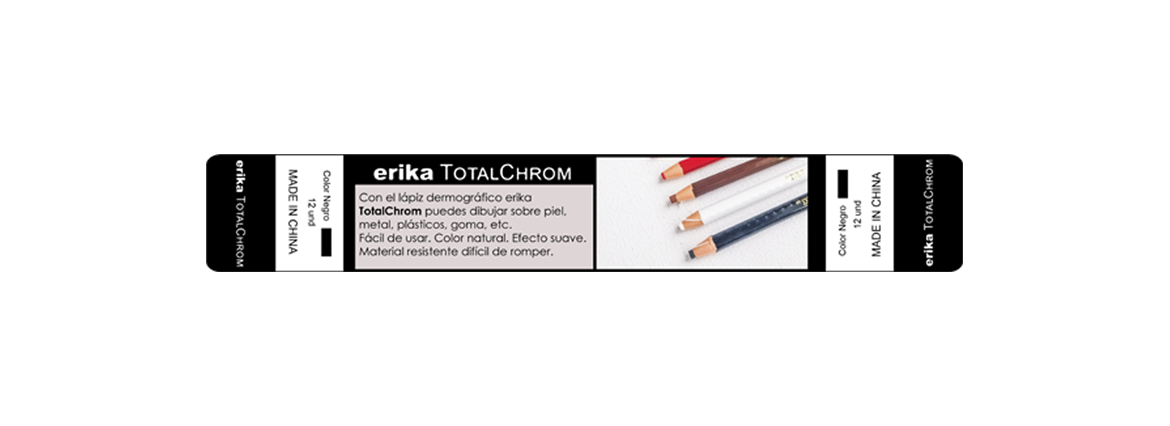 erika TOTALCHROM
MADE IN CHINA
Color Negro
12 und
erika TOTALCHROM
Con el lápiz dermográfico erika
TotalChrom puedes dibujar sobre piel,
metal, plásticos, goma, etc.
Fácil de usar. Color natural. Efecto suave.
Material resistente difícil de romper.
Color Negro
12 und
MADE IN CHINA
erika TOTALCHROM